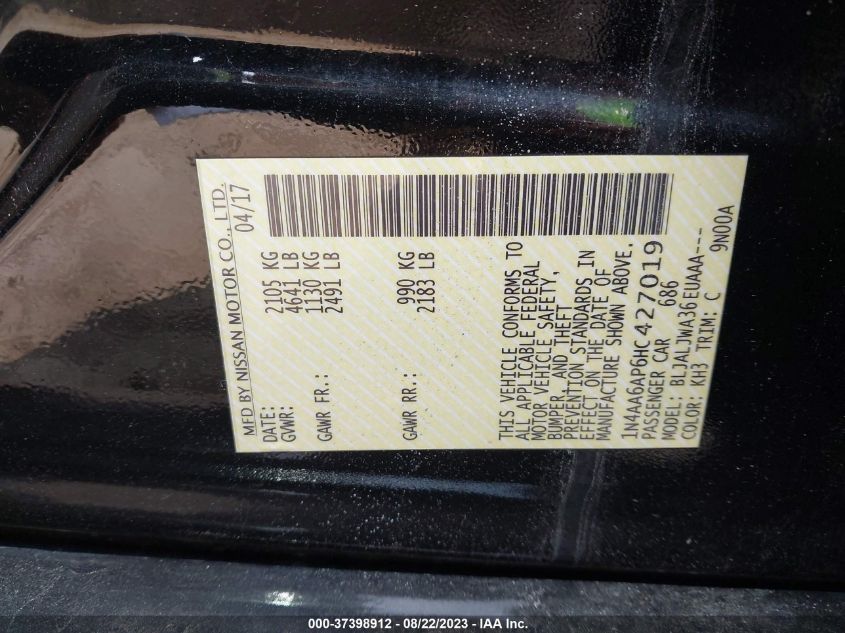 MFD BY NISSAN MOTOR CO., LTD.
DATE: 04/17
GVWR: 2105 KG
4641 LB
GAWR FR.: 1130 KG
2491 LB
GAWR RR.: 990 KG
2183 LB
THIS VEHICLE CONFORMS TO
ALL APPLICABLE FEDERAL
MOTOR VEHICLE SAFETY,
BUMPER, AND THEFT
PREVENTION STANDARDS IN
EFFECT ON THE DATE OF
MANUFACTURE SHOWN ABOVE.
1N4AA6AP6HC427019
PASSENGER CAR 686
MODEL: BLJALJWA36EUAAA----
COLOR: KH3 TRIM: C 9N00A
000-37398912 - 08/22/2023 - IAA Inc.